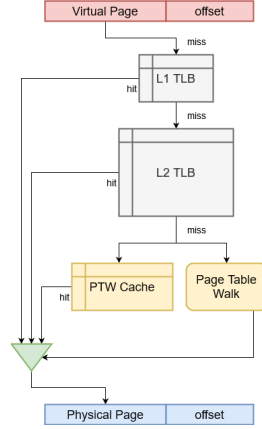 Virtual Page offset
miss
L1 TLB
hit
miss
L2 TLB
hit
miss
PTW Cache
Page Table
Walk
hit
Physical Page offset